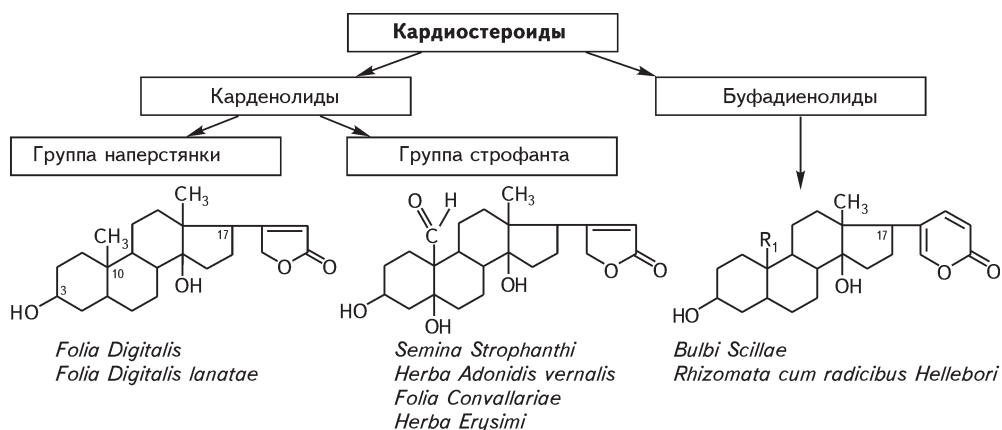 Кардиостероиды
Карденолиды
Буфадиенолиды
Группа наперстянки
Группа строфанта
CH3
CH3
10
17
3
HO
OH
O
O
O
H
C
CH3
HO
OH
OH
O
O
R1
CH3
17
HO
OH
O
O
Folia Digitalis
Folia Digitalis lanatae
Semina Strophanthi
Herba Adonidis vernalis
Folia Convallariae
Herba Erysimi
Bulbi Scillae
Rhizomata cum radicibus Hellebori